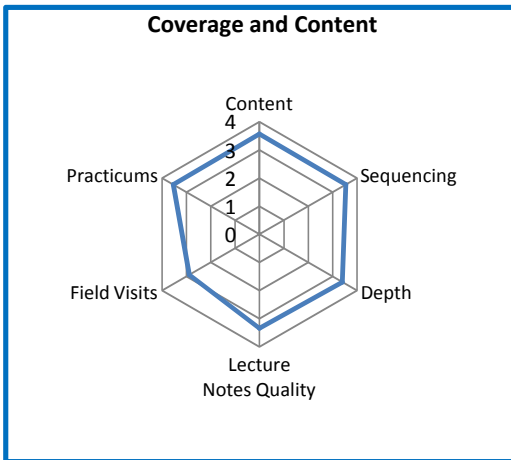 Coverage and Content
Content
4
3
2
1
0
Practicums
Sequencing
Field Visits
Depth
Lecture
Notes Quality